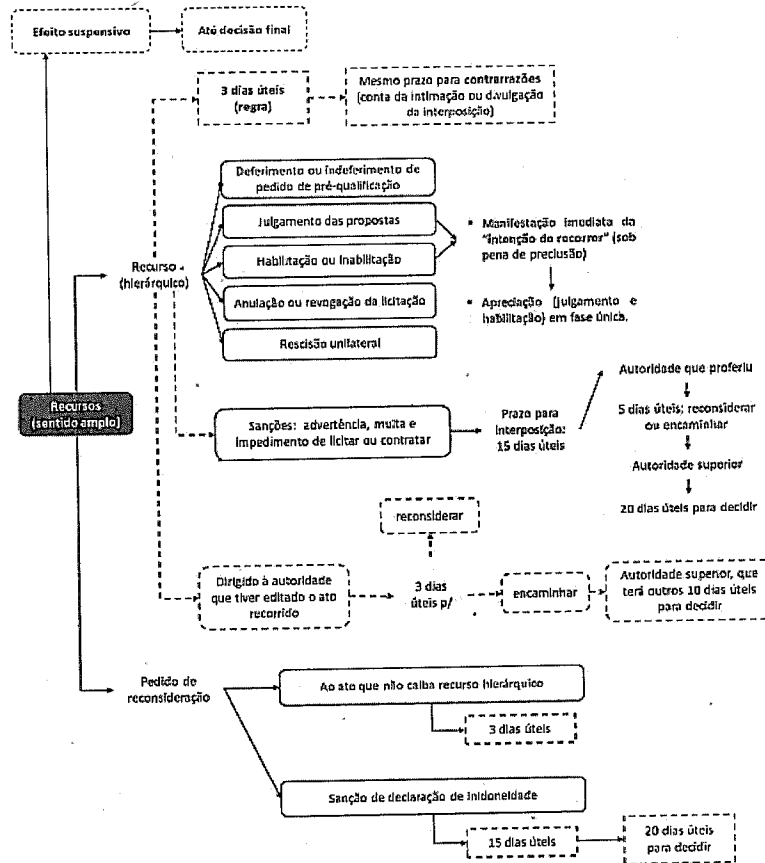 Efeito suspensivo
Até decisão final
3 dias úteis
(regra)
Mesmo prazo para contrarrazões
(conta da intimação ou divulgação
da interposição)
Deferimento ou indeferimento de
pedido de pré-qualificação
Julgamento das propostas
Habilitação ou inabilitação
Anulação ou revogação da licitação
Rescisão unilateral
Recurso
(hierárquico)
• Manifestação imediata da
"intenção de recorrer" (sob
pena de preclusão)
• Apreciação (julgamento e
habilitação) em fase única.
Recursos
(sentido amplo)
Sanções: advertência, multa e
impedimento de licitar ou contratar
Prazo para
interposição:
15 dias úteis
Autoridade que proferiu
5 dias úteis: reconsiderar
ou encaminhar
Autoridade superior
20 dias úteis para decidir
reconsiderar
Dirigido à autoridade
que tiver editado o ato
recorrido
3 dias
úteis p/
encaminhar
Autoridade superior, que
terá outros 10 dias úteis
para decidir
Pedido de
reconsideração
Ao ato que não caiba recurso hierárquico
3 dias úteis
Sanção de declaração de inidoneidade
15 dias úteis
20 dias úteis
para decidir